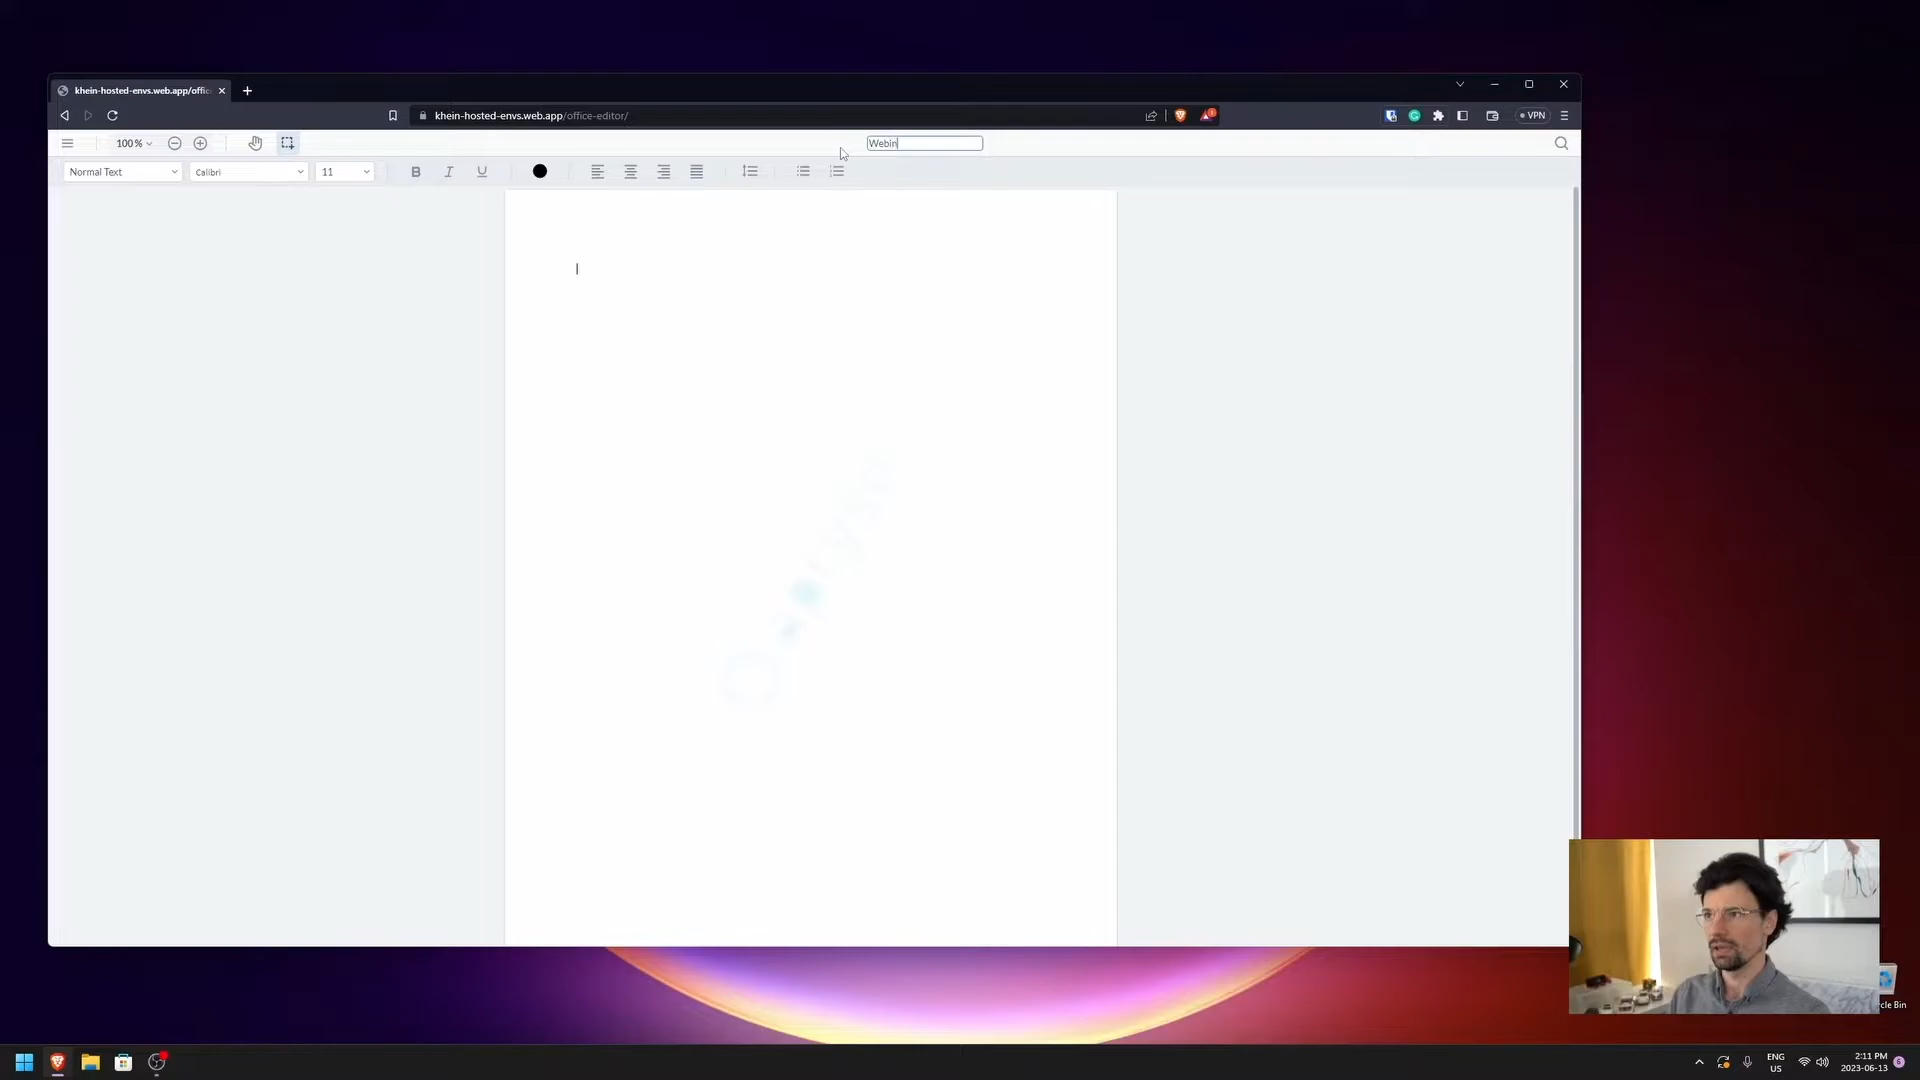 khein-hosted-envs.web.app/offic
khein-hosted-envs.web.app/office-editor/
VPN
100%
Webin
Normal Text
Calibri
11
B
I
U
cle Bin
ENG
US
2:11 PM
2023-06-13
6